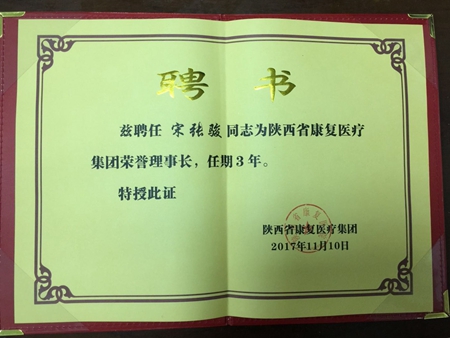 聘书
兹聘任 宋张骏 同志为陕西省康复医疗
集团荣誉理事长，任期3年。
特授此证
陕西省康复医疗集团
2017年11月10日